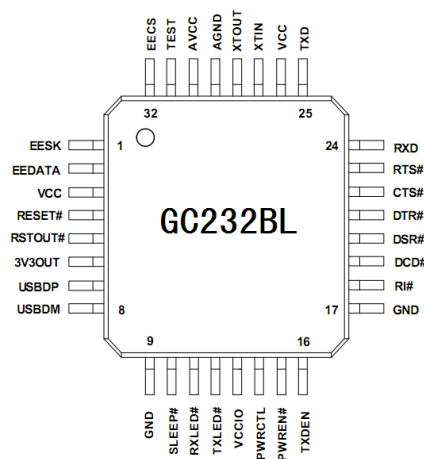 EECS
TEST
AVCC
AGND
XTOUT
XTIN
VCC
TXD
32
25
EESK
1
24
RXD
EEDATA
RTS#
VCC
CTS#
RESET#
GC232BL
DTR#
RSTOUT#
DSR#
3V3OUT
DCD#
USBDP
RI#
USBDM
8
17
GND
9
16
GND
SLEEP#
RXLED#
TXLED#
VCCIO
PWRCTL
PWREN#
TXDEN